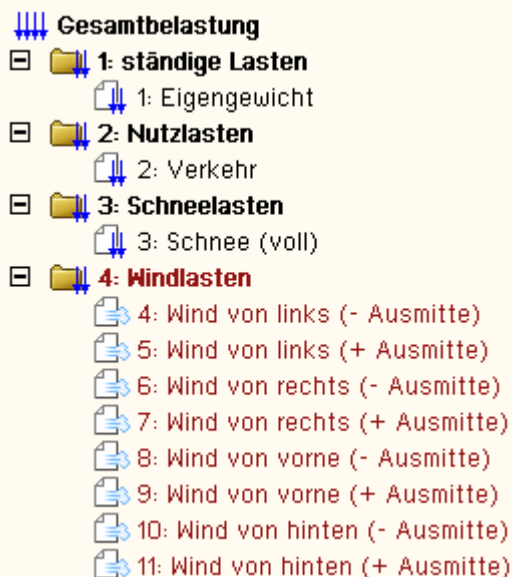 Gesamtbelastung
1: ständige Lasten
1: Eigengewicht
2: Nutzlasten
2: Verkehr
3: Schneelasten
3: Schnee (voll)
4: Windlasten
4: Wind von links (- Ausmitte)
5: Wind von links (+ Ausmitte)
6: Wind von rechts (- Ausmitte)
7: Wind von rechts (+ Ausmitte)
8: Wind von vorne (- Ausmitte)
9: Wind von vorne (+ Ausmitte)
10: Wind von hinten (- Ausmitte)
11: Wind von hinten (+ Ausmitte)